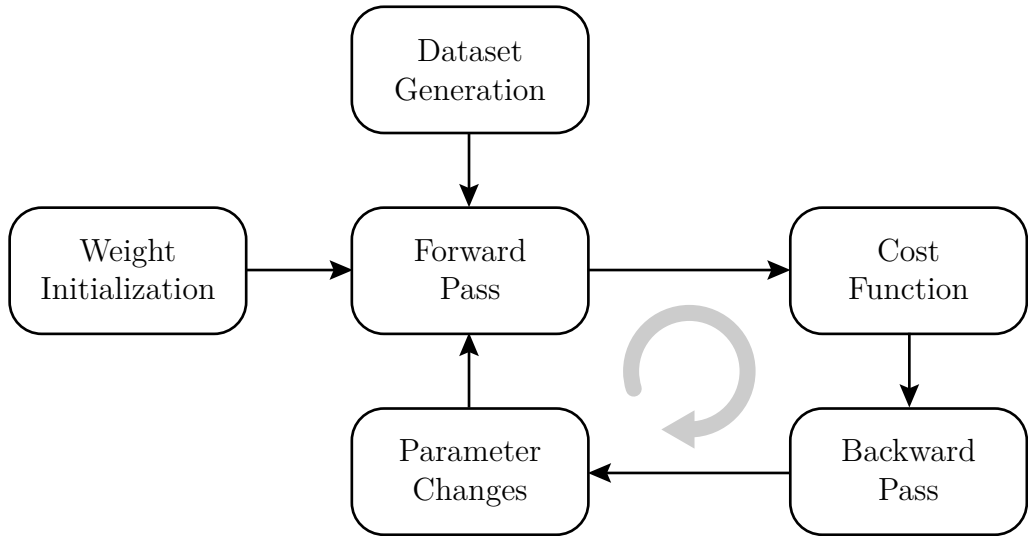 Dataset
Generation
Weight
Initialization
Forward
Pass
Cost
Function
Parameter
Changes
Backward
Pass